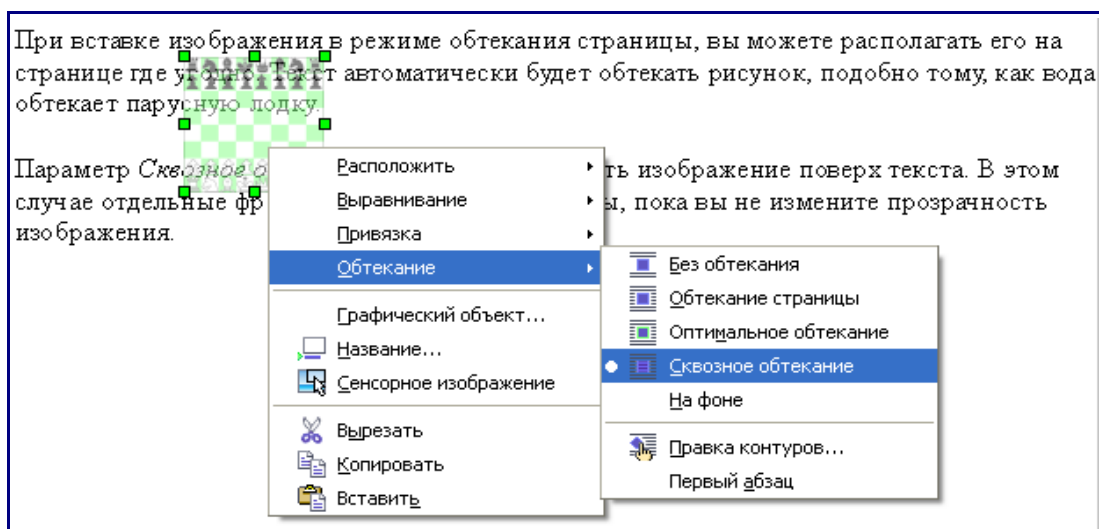 При вставке изображения в режиме обтекания страницы, вы можете располагать его на
странице где угодно. Текст автоматически будет обтекать рисунок, подобно тому, как вода
обтекает парусную лодку.
Параметр Сквозное о ть изображение поверх текста. В этом
случае отдельные фр ы, пока вы не измените прозрачность
изображения.
Расположить
Выравнивание
Привязка
Обтекание
Графический объект...
Название...
Сенсорное изображение
Вырезать
Копировать
Вставить
Без обтекания
Обтекание страницы
Оптимальное обтекание
Сквозное обтекание
На фоне
Правка контуров...
Первый абзац